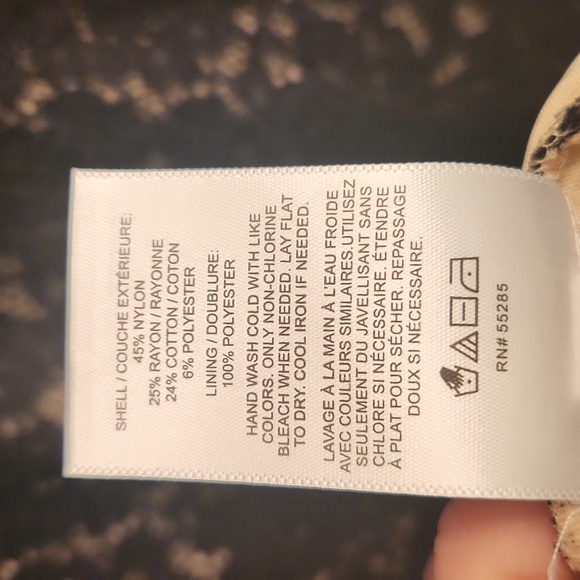 SHELL / COUCHE EXTÉRIEURE:
45% NYLON
25% RAYON / RAYONNE
24% COTTON / COTON
6% POLYESTER
LINING / DOUBLURE:
100% POLYESTER
HAND WASH COLD WITH LIKE
COLORS. ONLY NON-CHLORINE
BLEACH WHEN NEEDED. LAY FLAT
TO DRY. COOL IRON IF NEEDED.
LAVAGE À LA MAIN À L'EAU FROIDE
AVEC COULEURS SIMILAIRES.UTILISEZ
SEULEMENT DU JAVELLISANT SANS
CHLORE SI NÉCESSAIRE. ÉTENDRE
À PLAT POUR SÉCHER. REPASSAGE
DOUX SI NÉCESSAIRE.
RN# 55285